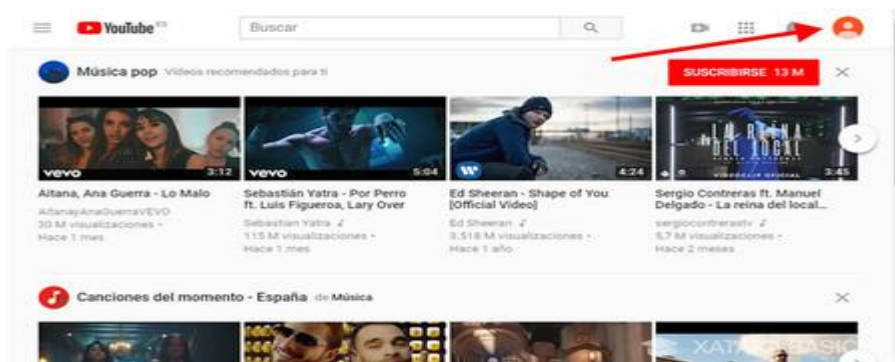 YouTube ES
Buscar
Música pop Vídeos recomendados para ti
SUSCRIBIRSE 13 M
vevo 3:12
vevo 5:04
4:24
LA REINA
DEL LOCAL
VIDEOCLIP OFICIAL
3:45
Aitana, Ana Guerra - Lo Malo
AitanayAnaGuerraVEVO
30 M visualizaciones •
Hace 1 mes
Sebastián Yatra - Por Perro
ft. Luis Figueroa, Lary Over
Sebastian Yatra
115 M visualizaciones •
Hace 1 mes
Ed Sheeran - Shape of You
[Official Video]
Ed Sheeran
3.518 M visualizaciones •
Hace 1 año
Sergio Contreras ft. Manuel
Delgado - La reina del local...
sergiocontrerastv
5,7 M visualizaciones •
Hace 2 meses
Canciones del momento - España de Música
XATAKA BASICS